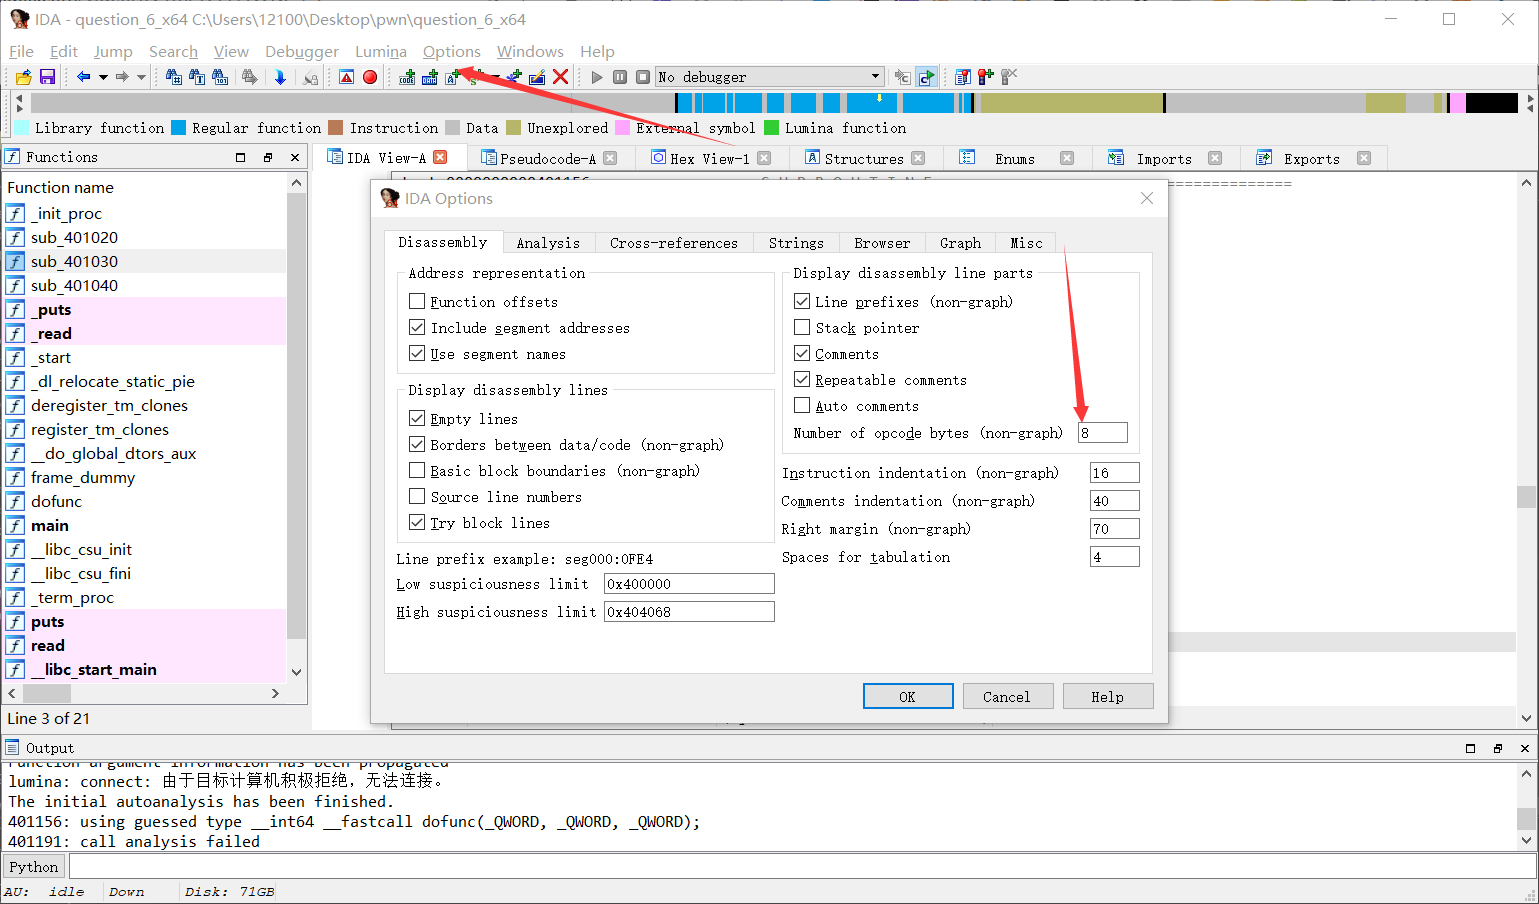 IDA - question_6_x64 C:\Users\12100\Desktop\pwn\question_6_x64
File Edit Jump Search View Debugger Lumina Options Windows Help
No debugger
Library function Regular function Instruction Data Unexplored External symbol Lumina function
Functions
IDA View-A Pseudocode-A Hex View-1 Structures Enums Imports Exports
Function name
_init_proc
sub_401020
sub_401030
sub_401040
_puts
_read
_start
_dl_relocate_static_pie
deregister_tm_clones
register_tm_clones
__do_global_dtors_aux
frame_dummy
dofunc
main
__libc_csu_init
__libc_csu_fini
_term_proc
puts
read
__libc_start_main
Line 3 of 21
IDA Options
Disassembly Analysis Cross-references Strings Browser Graph Misc
Address representation
Function offsets
Include segment addresses
Use segment names
Display disassembly lines
Empty lines
Borders between data/code (non-graph)
Basic block boundaries (non-graph)
Source line numbers
Try block lines
Line prefix example: seg000:0FE4
Low suspiciousness limit 0x400000
High suspiciousness limit 0x404068
Display disassembly line parts
Line prefixes (non-graph)
Stack pointer
Comments
Repeatable comments
Auto comments
Number of opcode bytes (non-graph) 8
Instruction indentation (non-graph) 16
Comments indentation (non-graph) 40
Right margin (non-graph) 70
Spaces for tabulation 4
OK Cancel Help
Output
Function argument information has been propagated
lumina: connect: 由于目标计算机积极拒绝，无法连接。
The initial autoanalysis has been finished.
401156: using guessed type __int64 __fastcall dofunc(_QWORD, _QWORD, _QWORD);
401191: call analysis failed
Python
AU: idle Down Disk: 71GB